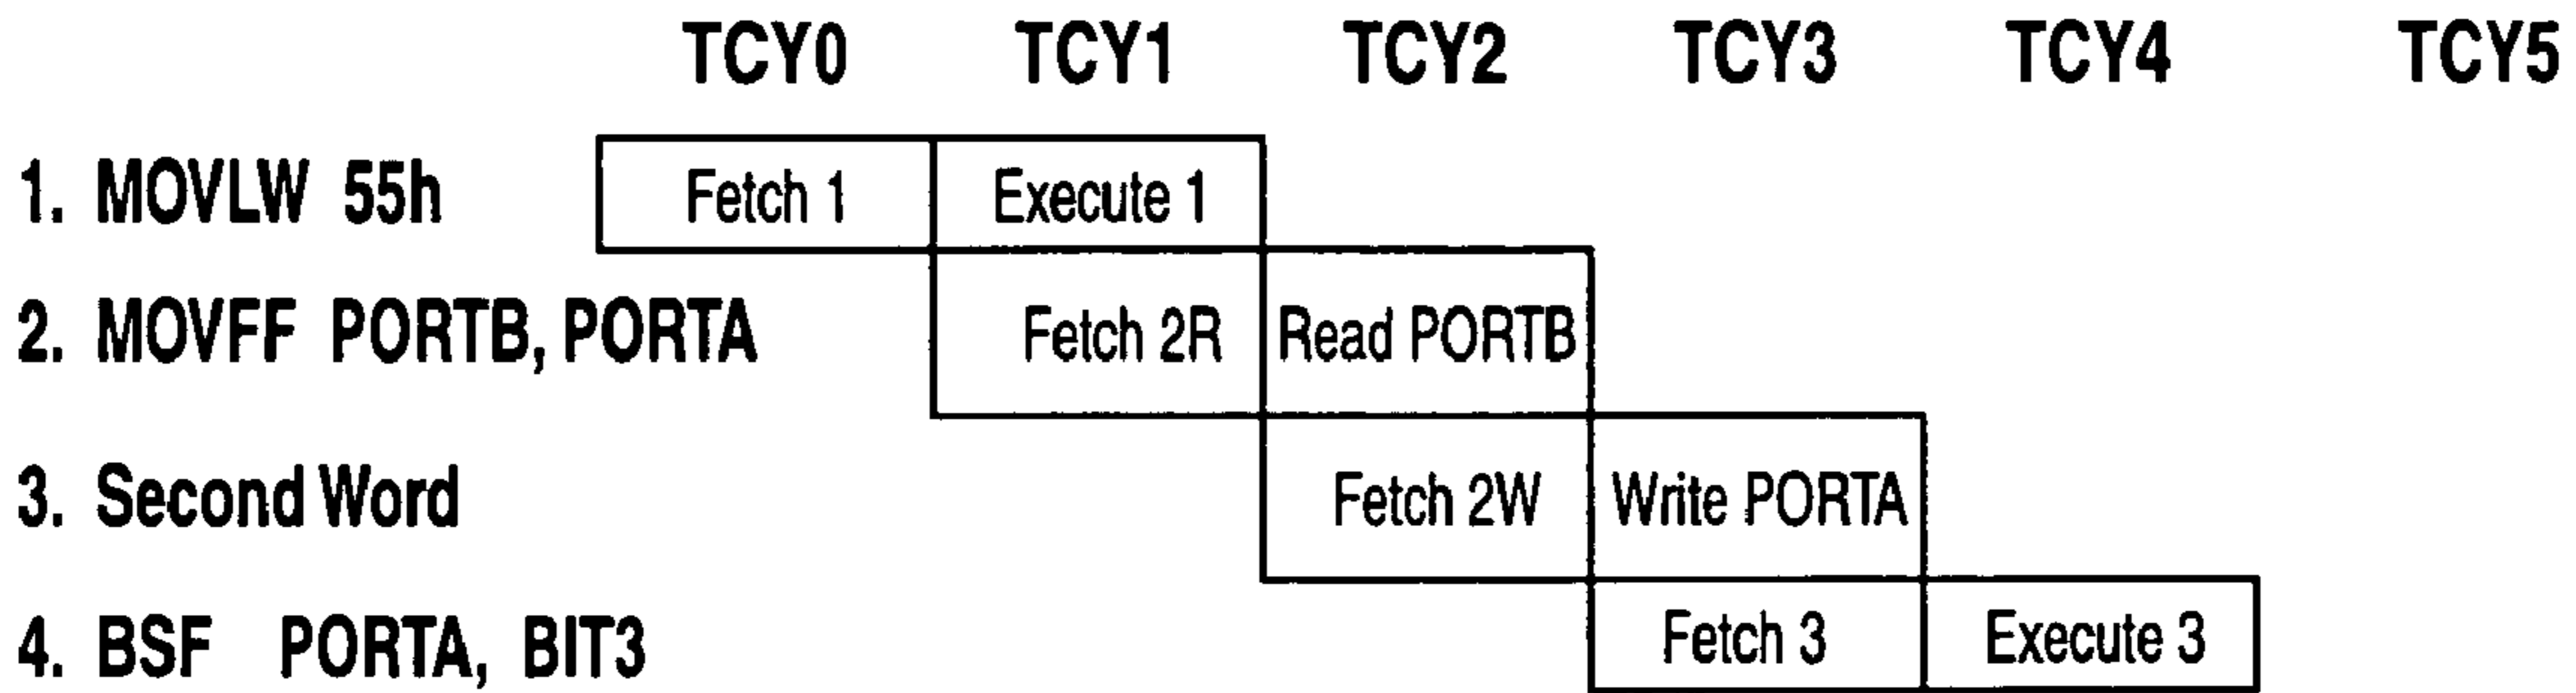 TCY0 TCY1 TCY2 TCY3 TCY4 TCY5
1. MOVLW 55h Fetch 1 Execute 1
2. MOVFF PORTB, PORTA Fetch 2R Read PORTB
3. Second Word Fetch 2W Write PORTA
4. BSF PORTA, BIT3 Fetch 3 Execute 3